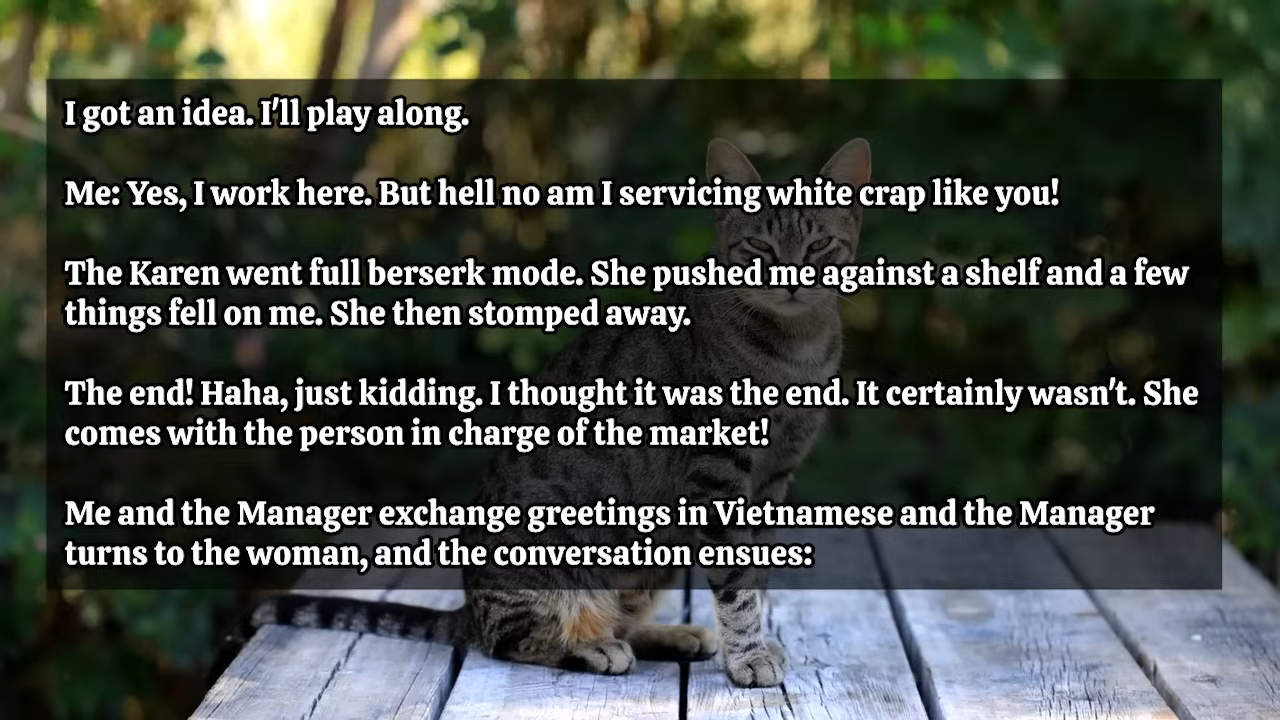 I got an idea. I'll play along.
Me: Yes, I work here. But hell no am I servicing white crap like you!
The Karen went full berserk mode. She pushed me against a shelf and a few
things fell on me. She then stomped away.
The end! Haha, just kidding. I thought it was the end. It certainly wasn't. She
comes with the person in charge of the market!
Me and the Manager exchange greetings in Vietnamese and the Manager
turns to the woman, and the conversation ensues: